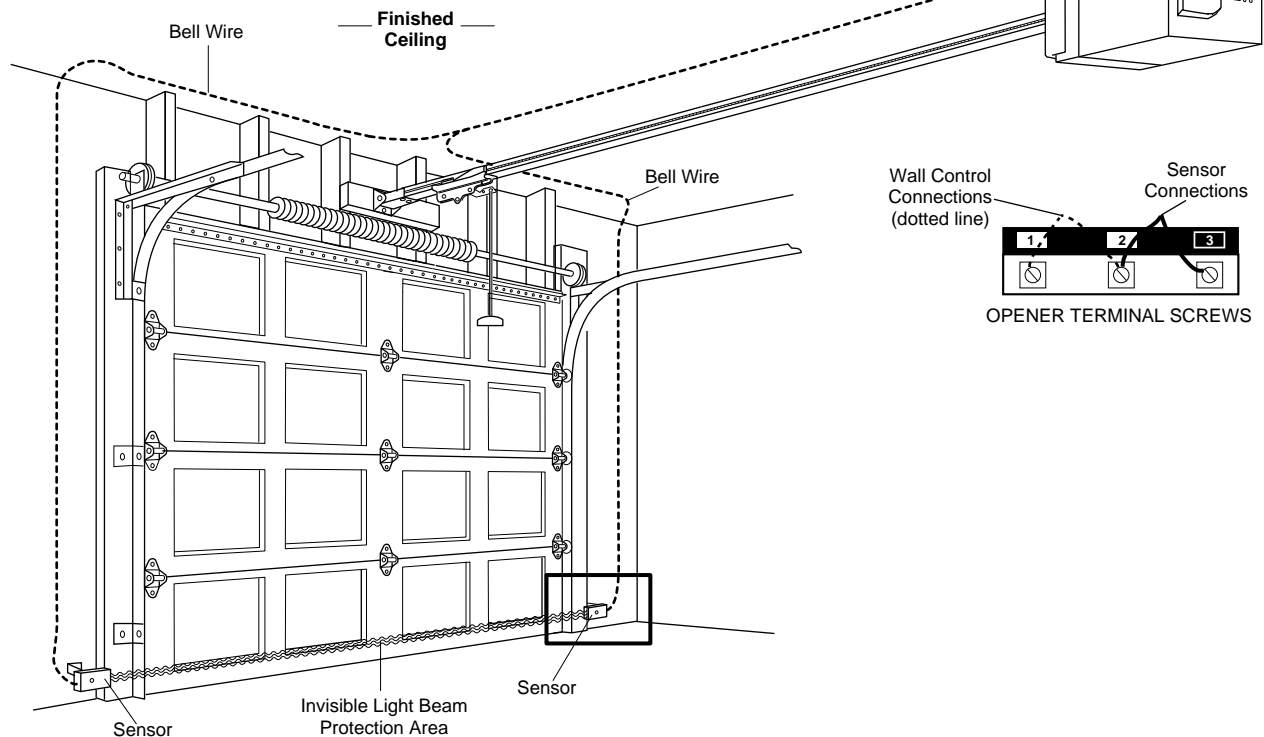 Finished
Ceiling
Bell Wire
Bell Wire
Wall Control
Connections
(dotted line)
Sensor
Connections
1 2 3
OPENER TERMINAL SCREWS
Sensor
Invisible Light Beam
Protection Area
Sensor